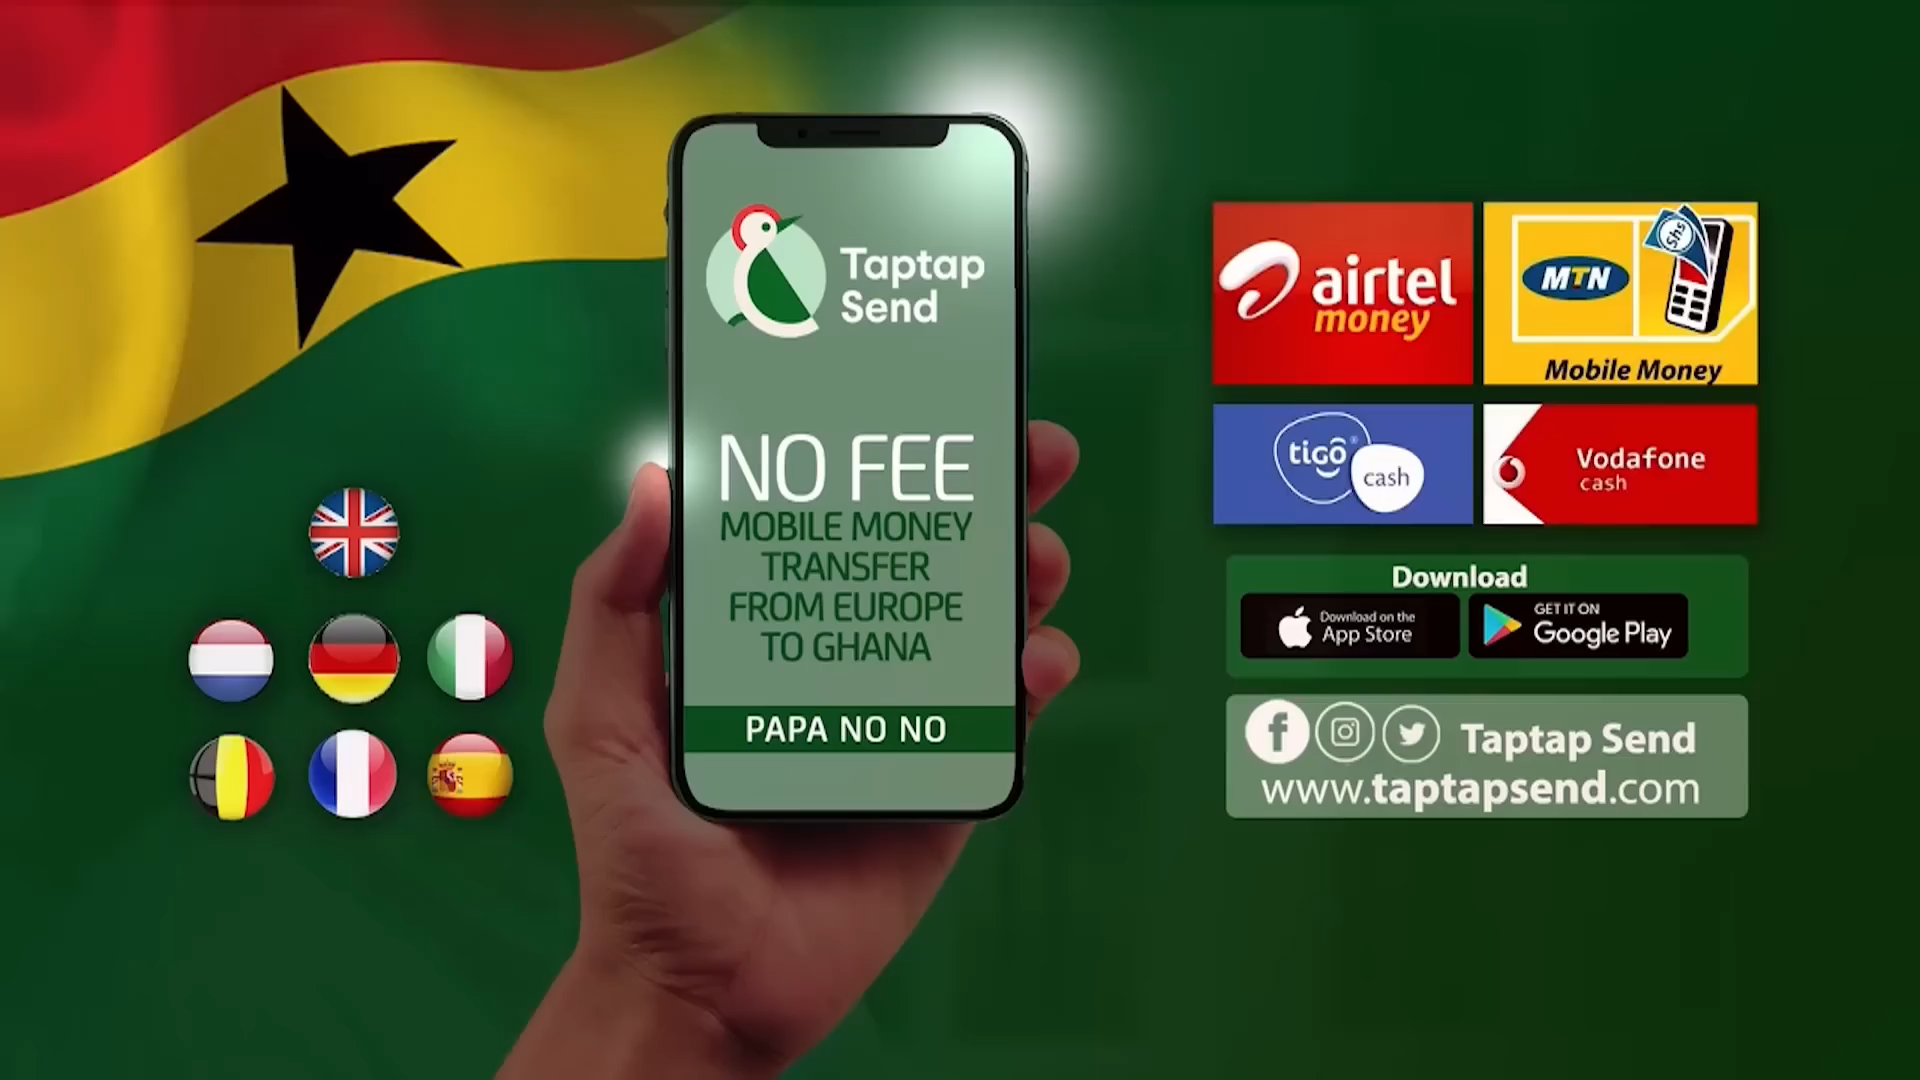 Taptap
Send
NO FEE
MOBILE MONEY
TRANSFER
FROM EUROPE
TO GHANA
PAPA NO NO
airtel
money
MTN
Shs
Mobile Money
tigo
cash
Vodafone
cash
Download
Download on the
App Store
GET IT ON
Google Play
Taptap Send
www.taptapsend.com